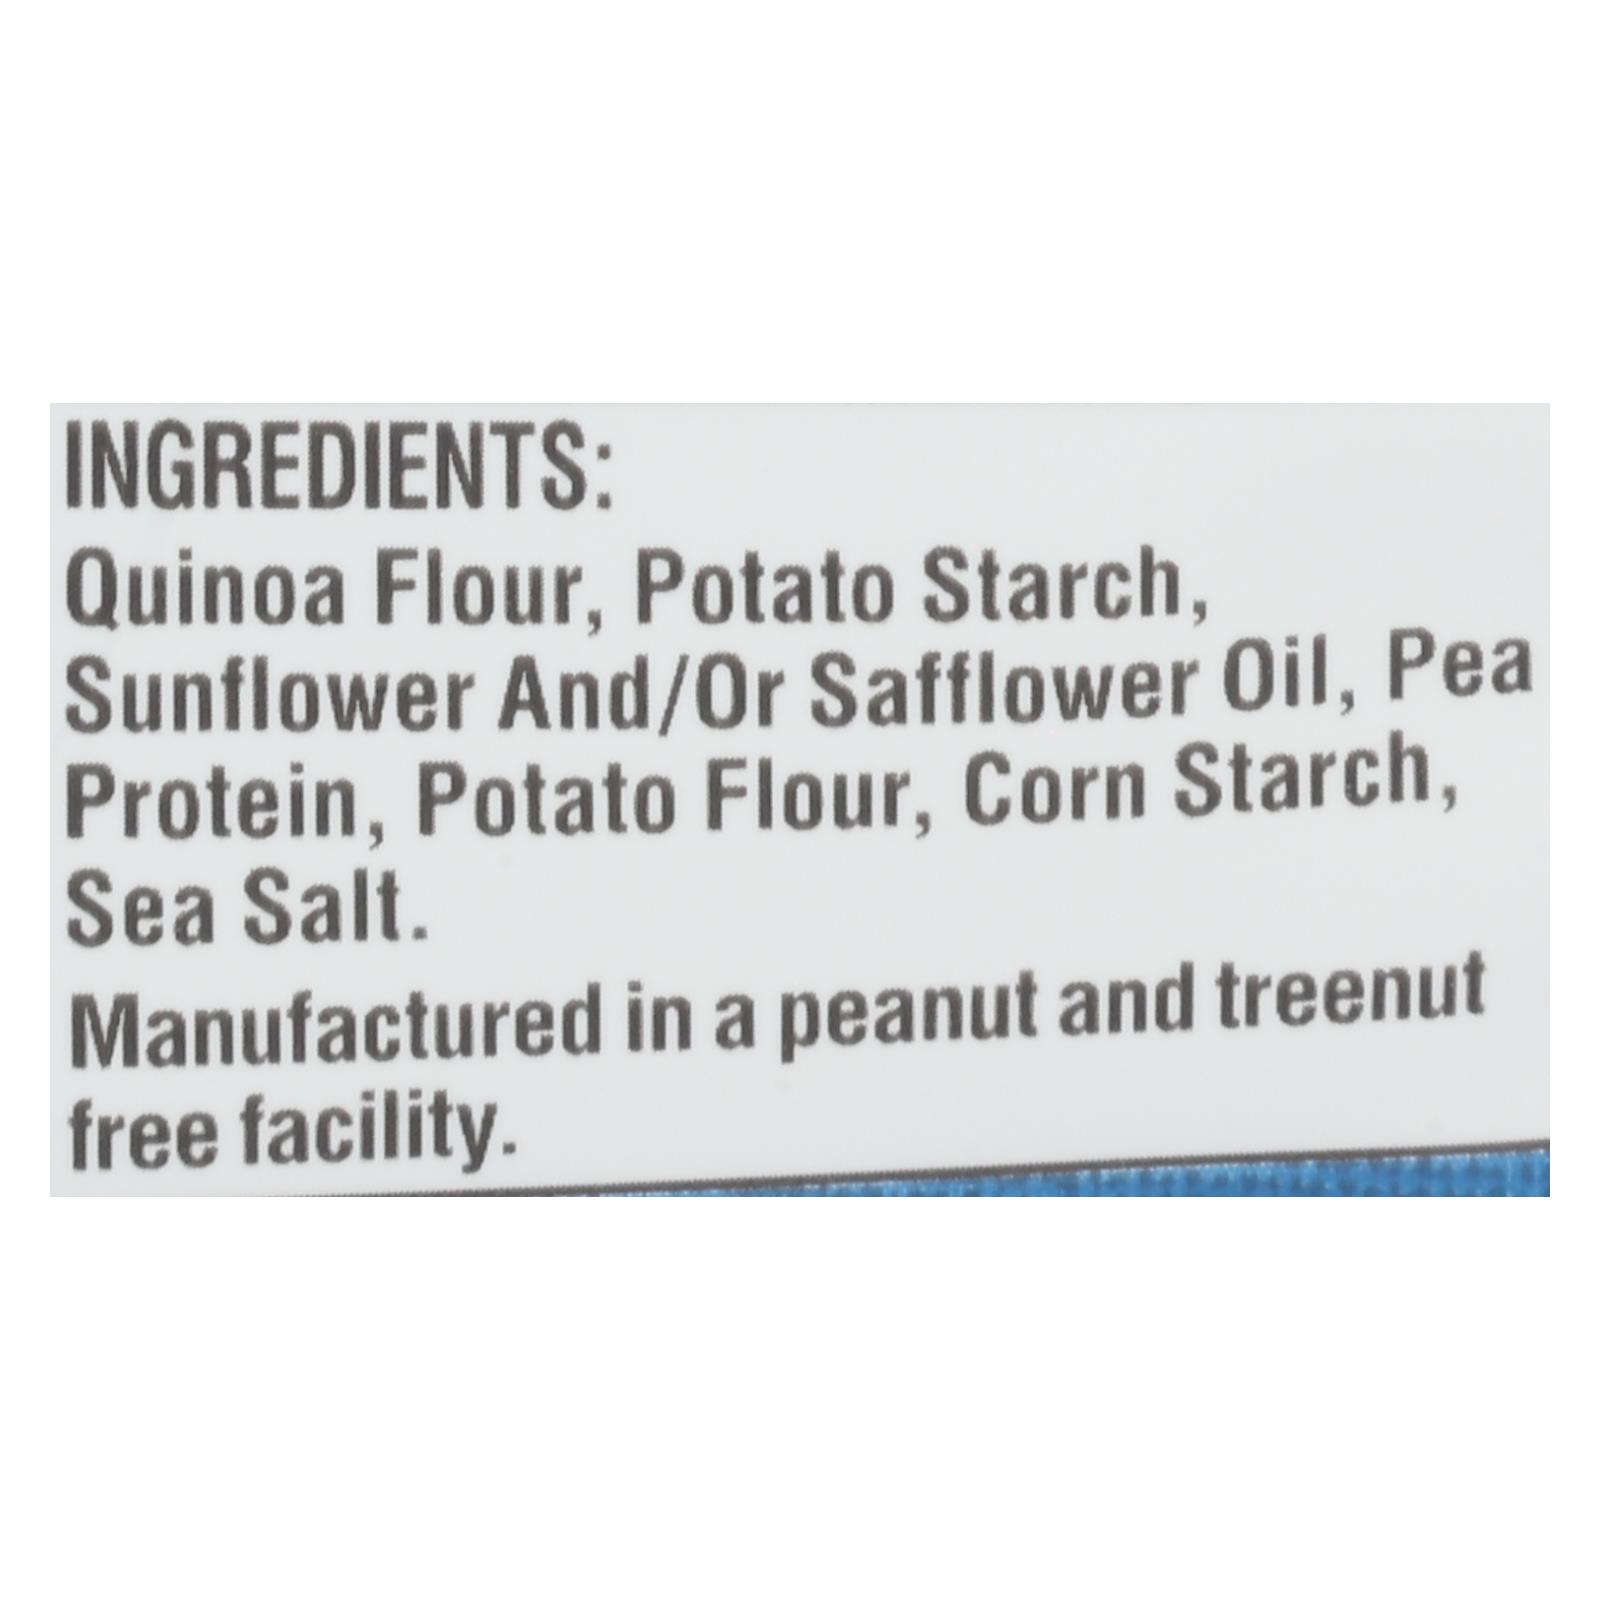 INGREDIENTS:
Quinoa Flour, Potato Starch,
Sunflower And/Or Safflower Oil, Pea
Protein, Potato Flour, Corn Starch,
Sea Salt.
Manufactured in a peanut and treenut
free facility.